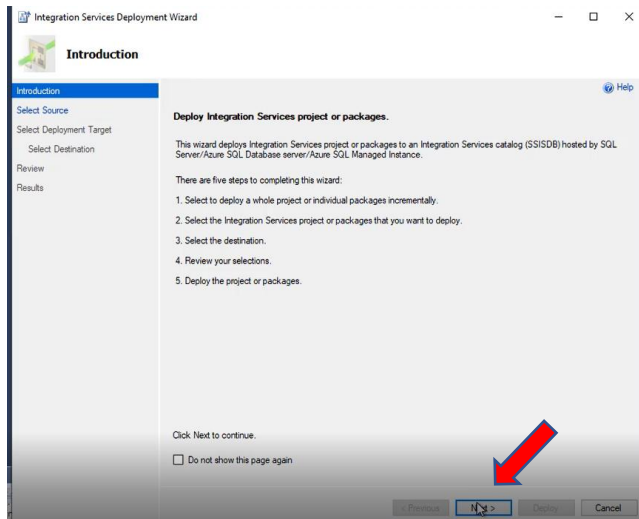 Integration Services Deployment Wizard
Introduction
Help
Introduction
Select Source
Select Deployment Target
Select Destination
Review
Results
Deploy Integration Services project or packages.
This wizard deploys Integration Services project or packages to an Integration Services catalog (SSISDB) hosted by SQL
Server/Azure SQL Database server/Azure SQL Managed Instance.
There are five steps to completing this wizard:
1. Select to deploy a whole project or individual packages incrementally.
2. Select the Integration Services project or packages that you want to deploy.
3. Select the destination.
4. Review your selections.
5. Deploy the project or packages.
Click Next to continue.
Do not show this page again
< Previous Next > Deploy Cancel